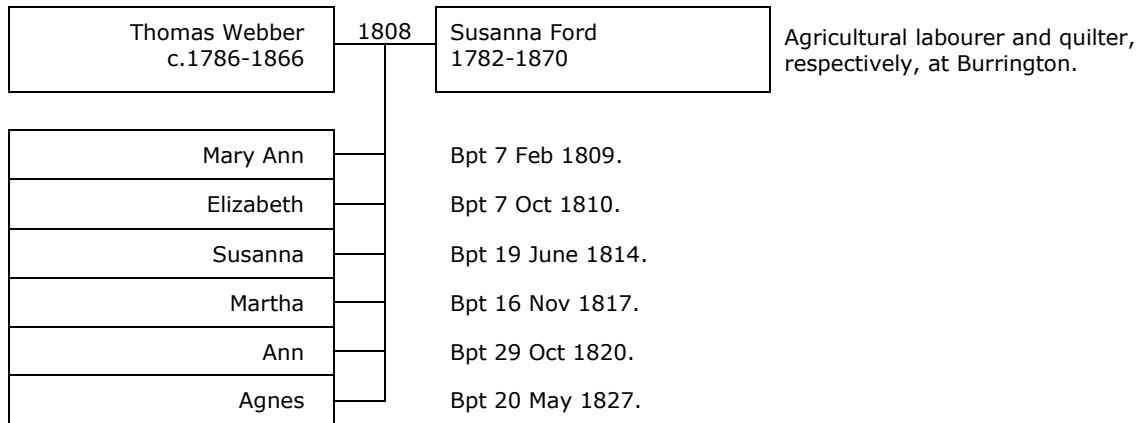 Thomas Webber
c.1786-1866
1808
Susanna Ford
1782-1870
Agricultural labourer and quilter,
respectively, at Burrington.
Mary Ann
Bpt 7 Feb 1809.
Elizabeth
Bpt 7 Oct 1810.
Susanna
Bpt 19 June 1814.
Martha
Bpt 16 Nov 1817.
Ann
Bpt 29 Oct 1820.
Agnes
Bpt 20 May 1827.